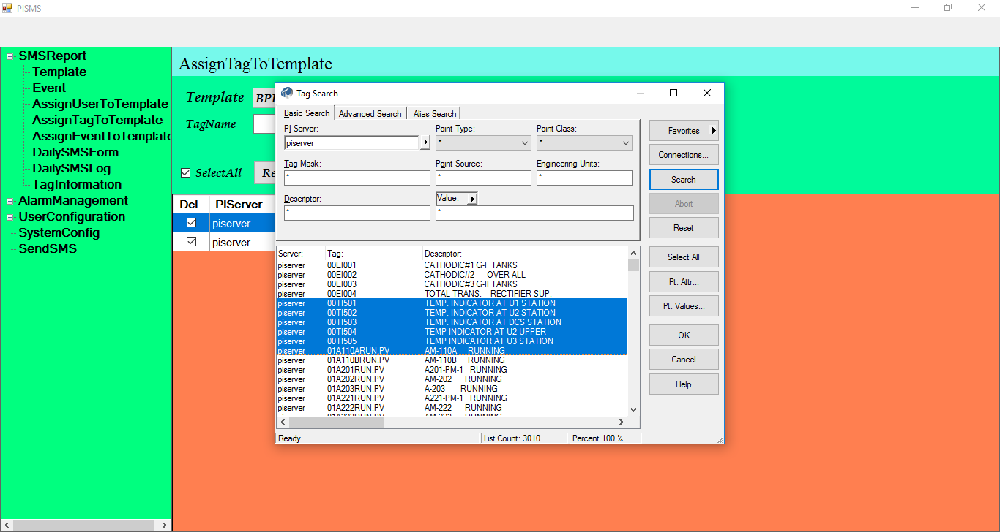 PISMS
SMSReport
Template
Event
AssignUserToTemplate
AssignTagToTemplate
AssignEventToTemplate
DailySMSForm
DailySMSLog
TagInformation
AlarmManagement
UserConfiguration
SystemConfig
SendSMS
AssignTagToTemplate
Template
TagName
SelectAll
Del PIServer
piserver
piserver
Tag Search
Basic Search Advanced Search Alias Search
PI Server: Point Type: Point Class:
piserver * *
Tag Mask: Point Source: Engineering Units:
* * *
Descriptor: Value:
* *
Favorites
Connections...
Search
Abort
Reset
Select All
Pt. Attr...
Pt. Values...
OK
Cancel
Help
Server: Tag: Descriptor:
piserver 00EI001 CATHODIC#1 G-I TANKS
piserver 00EI002 CATHODIC#2 OVER ALL
piserver 00EI003 CATHODIC#3 G-II TANKS
piserver 00EI004 TOTAL TRANS. RECTIFIER SUP.
piserver 00TI501 TEMP. INDICATOR AT U1 STATION
piserver 00TI502 TEMP. INDICATOR AT U2 STATION
piserver 00TI503 TEMP. INDICATOR AT DCS STATION
piserver 00TI504 TEMP INDICATOR AT U2 UPPER
piserver 00TI505 TEMP INDICATOR AT U3 STATION
piserver 01A110ARUN.PV AM-110A RUNNING
piserver 01A110BRUN.PV AM-110B RUNNING
piserver 01A201RUN.PV A201-PM-1 RUNNING
piserver 01A202RUN.PV AM-202 RUNNING
piserver 01A203RUN.PV A-203 RUNNING
piserver 01A221RUN.PV A221-PM-1 RUNNING
piserver 01A222RUN.PV AM-222 RUNNING
Ready List Count: 3010 Percent 100 %